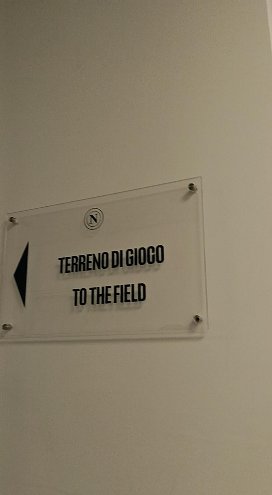 N
TERRENO DI GIOCO
TO THE FIELD